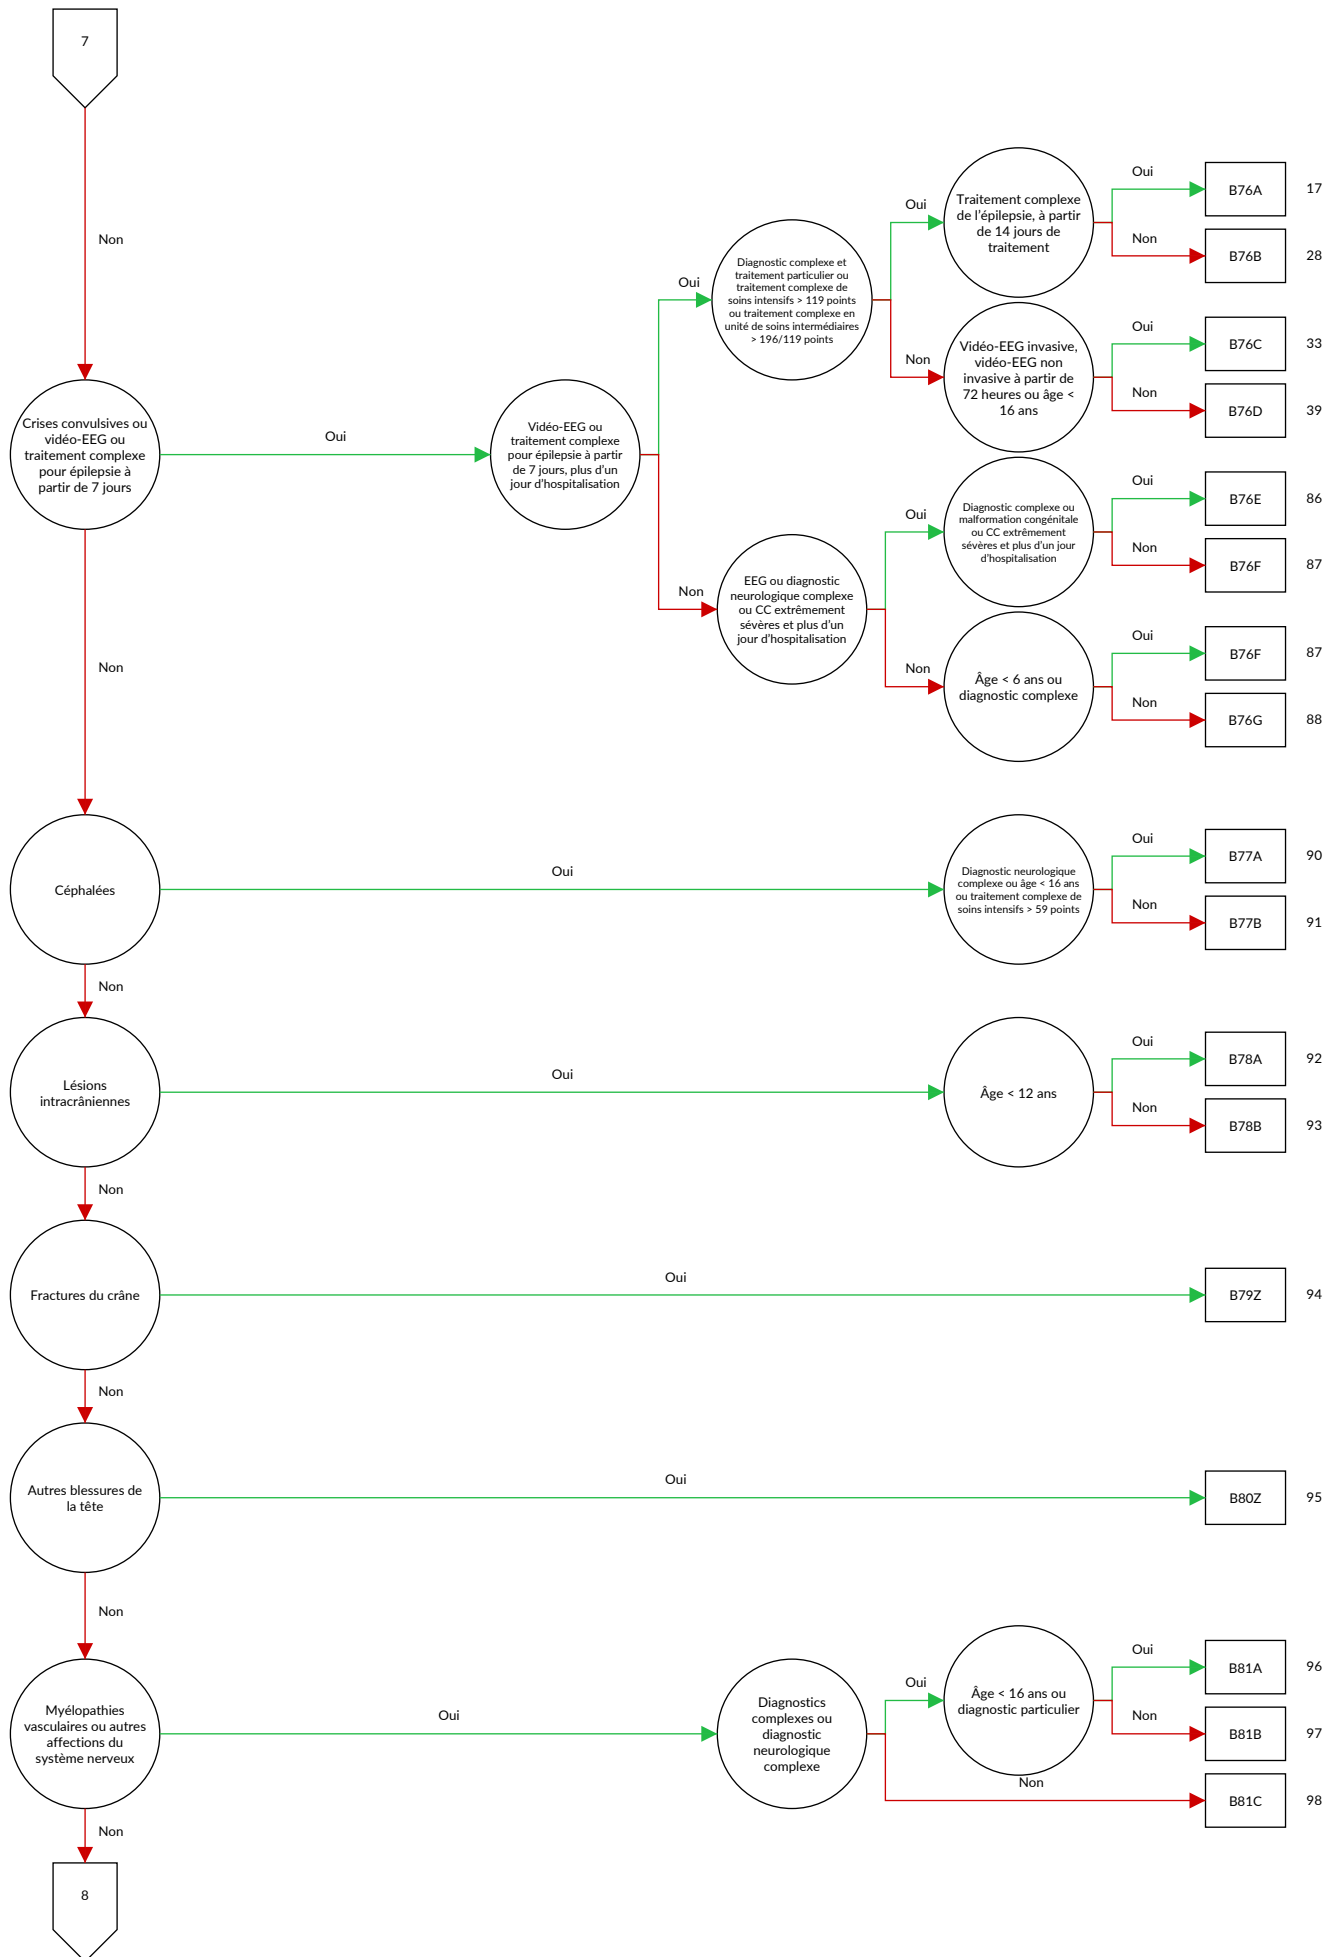 7
Non
Crises convulsives ou
vidéo-EEG ou
traitement complexe
pour épilepsie à
partir de 7 jours
Oui
Vidéo-EEG ou
traitement complexe
pour épilepsie à partir
de 7 jours, plus d'un
jour d'hospitalisation
Oui
Diagnostic complexe et
traitement particulier ou
traitement complexe de
soins intensifs > 119 points
ou traitement complexe en
unité de soins intermédiaires
> 196/119 points
Oui
Traitement complexe
de l'épilepsie, à partir
de 14 jours de
traitement
Oui
B76A
17
Non
B76B
28
Non
Vidéo-EEG invasive,
vidéo-EEG non
invasive à partir de
72 heures ou âge <
16 ans
Oui
B76C
33
Non
B76D
39
Non
EEG ou diagnostic
neurologique complexe
ou CC extrêmement
sévères et plus d'un
jour d'hospitalisation
Oui
Diagnostic complexe ou
malformation congénitale
ou CC extrêmement
sévères et plus d'un jour
d'hospitalisation
Oui
B76E
86
Non
B76F
87
Non
Âge < 6 ans ou
diagnostic complexe
Oui
B76F
87
Non
B76G
88
Non
Céphalées
Oui
Diagnostic neurologique
complexe ou âge < 16 ans
ou traitement complexe de
soins intensifs > 59 points
Oui
B77A
90
Non
B77B
91
Non
Lésions
intracrâniennes
Oui
Âge < 12 ans
Oui
B78A
92
Non
B78B
93
Non
Fractures du crâne
Oui
B79Z
94
Non
Autres blessures de
la tête
Oui
B80Z
95
Non
Myélopathies
vasculaires ou autres
affections du
système nerveux
Oui
Diagnostics
complexes ou
diagnostic
neurologique
complexe
Oui
Âge < 16 ans ou
diagnostic particulier
Oui
B81A
96
Non
B81B
97
Non
B81C
98
Non
8